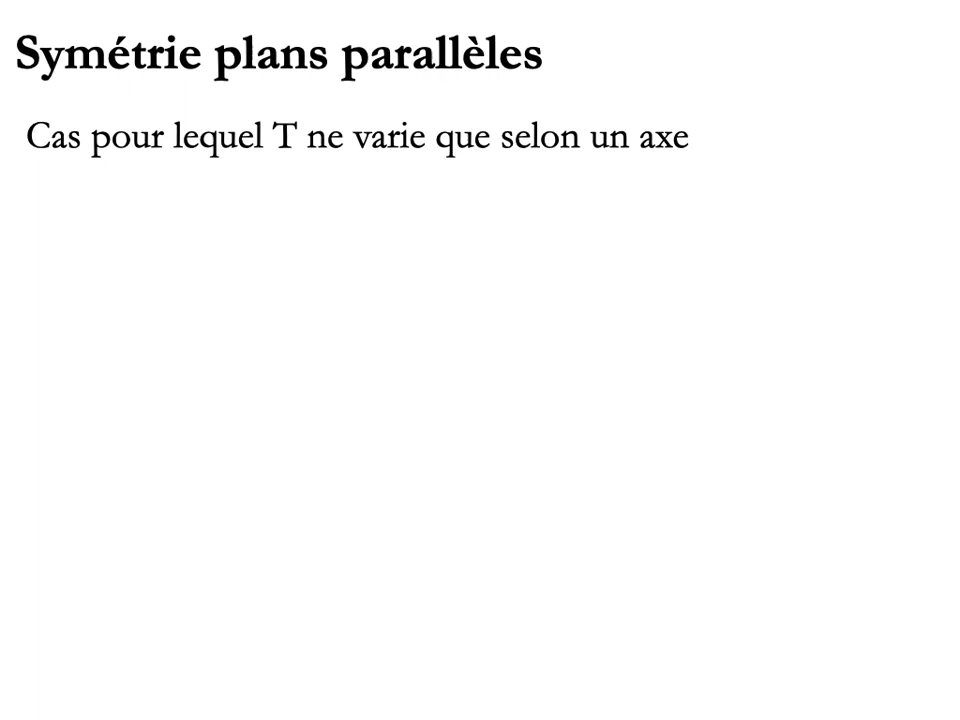 Symétrie plans parallèles
Cas pour lequel T ne varie que selon un axe